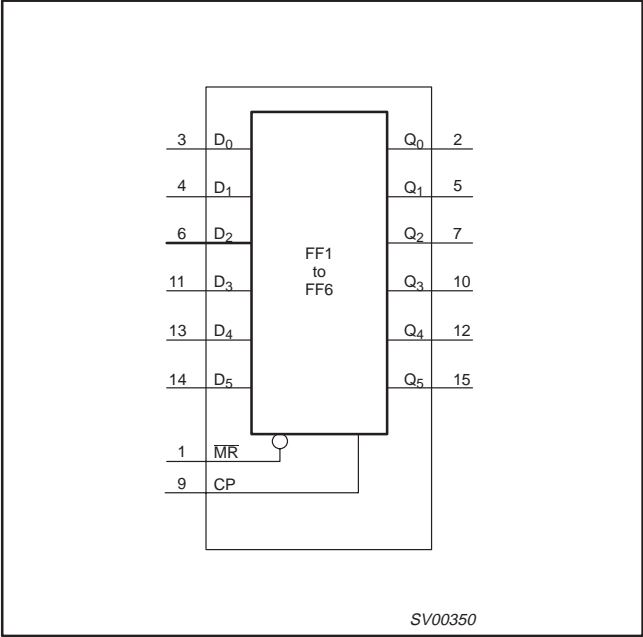 3 D0 Q0 2
4 D1 Q1 5
6 D2 Q2 7
FF1
to
FF6
11 D3 Q3 10
13 D4 Q4 12
14 D5 Q5 15
1 M̅R̅
9 CP
SV00350